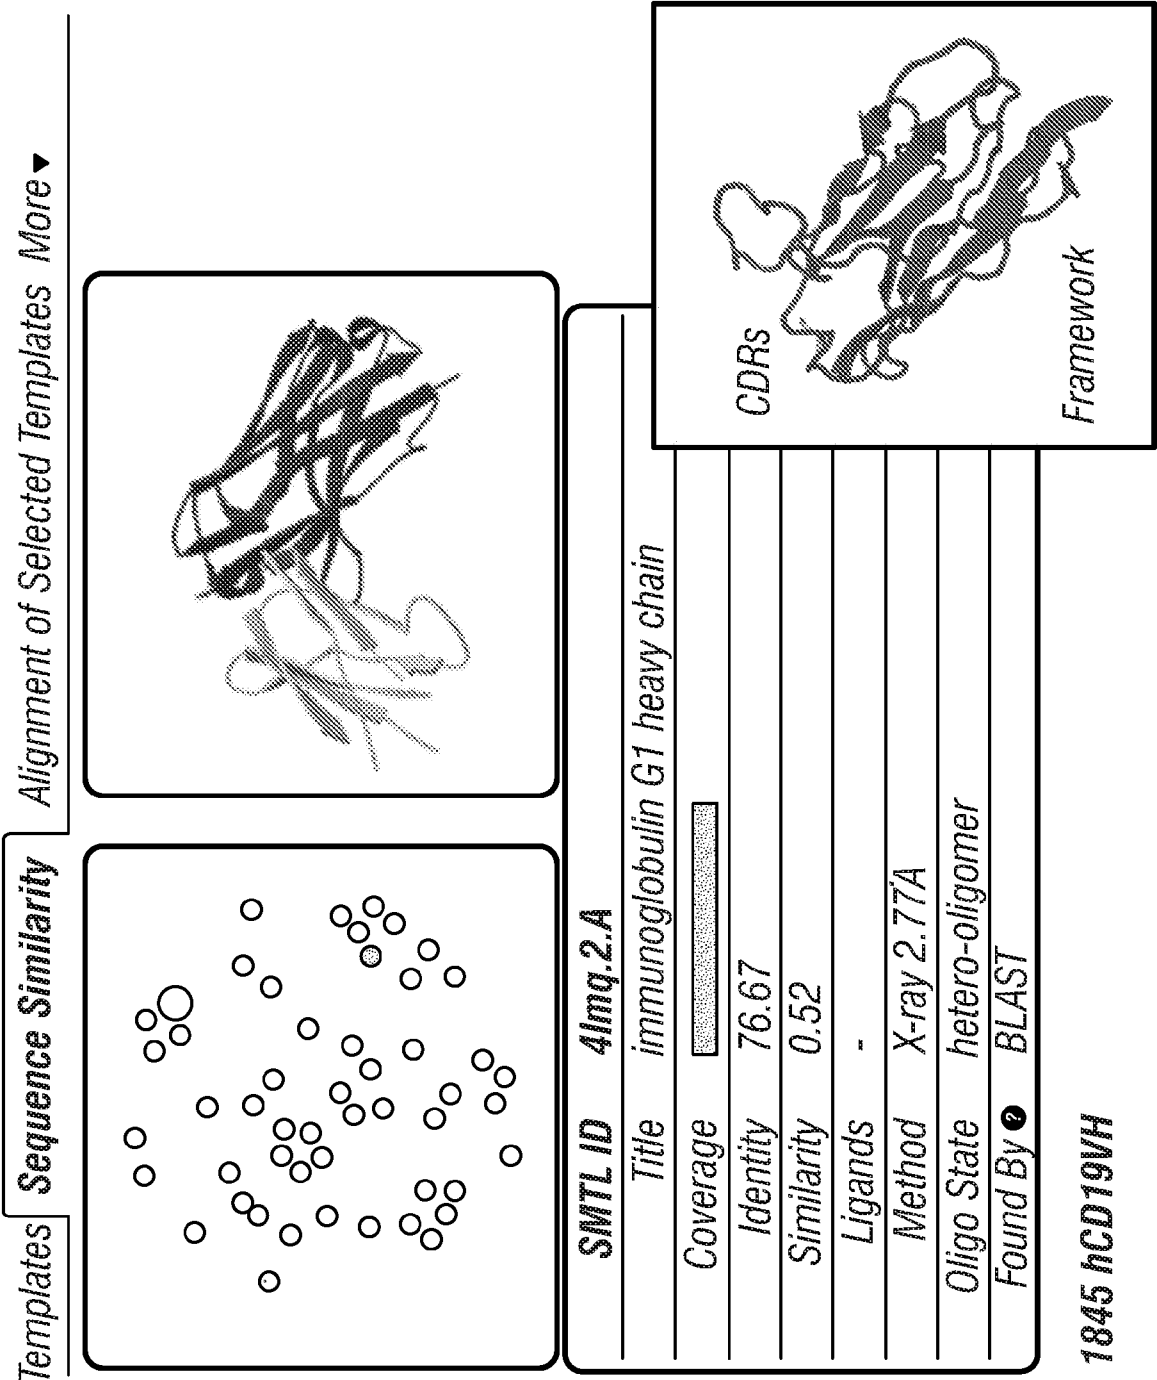 Templates Sequence Similarity Alignment of Selected Templates More▼
SMTL ID 4lmq.2.A
Title immunoglobulin G1 heavy chain
Coverage
Identity 76.67
Similarity 0.52
Ligands -
Method X-ray 2.77A
Oligo State hetero-oligomer
Found By ? BLAST
CDRs
Framework
1845 hCD19VH